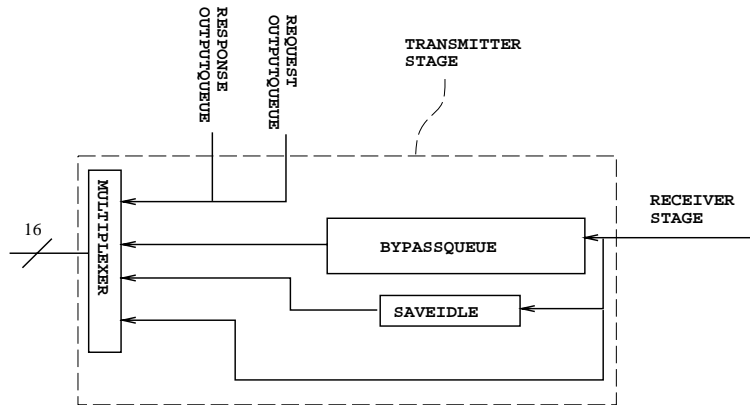 RESPONSE
OUTPUTQUEUE
REQUEST
OUTPUTQUEUE
TRANSMITTER
STAGE
MULTIPLEXER
RECEIVER
STAGE
16
BYPASSQUEUE
SAVEIDLE